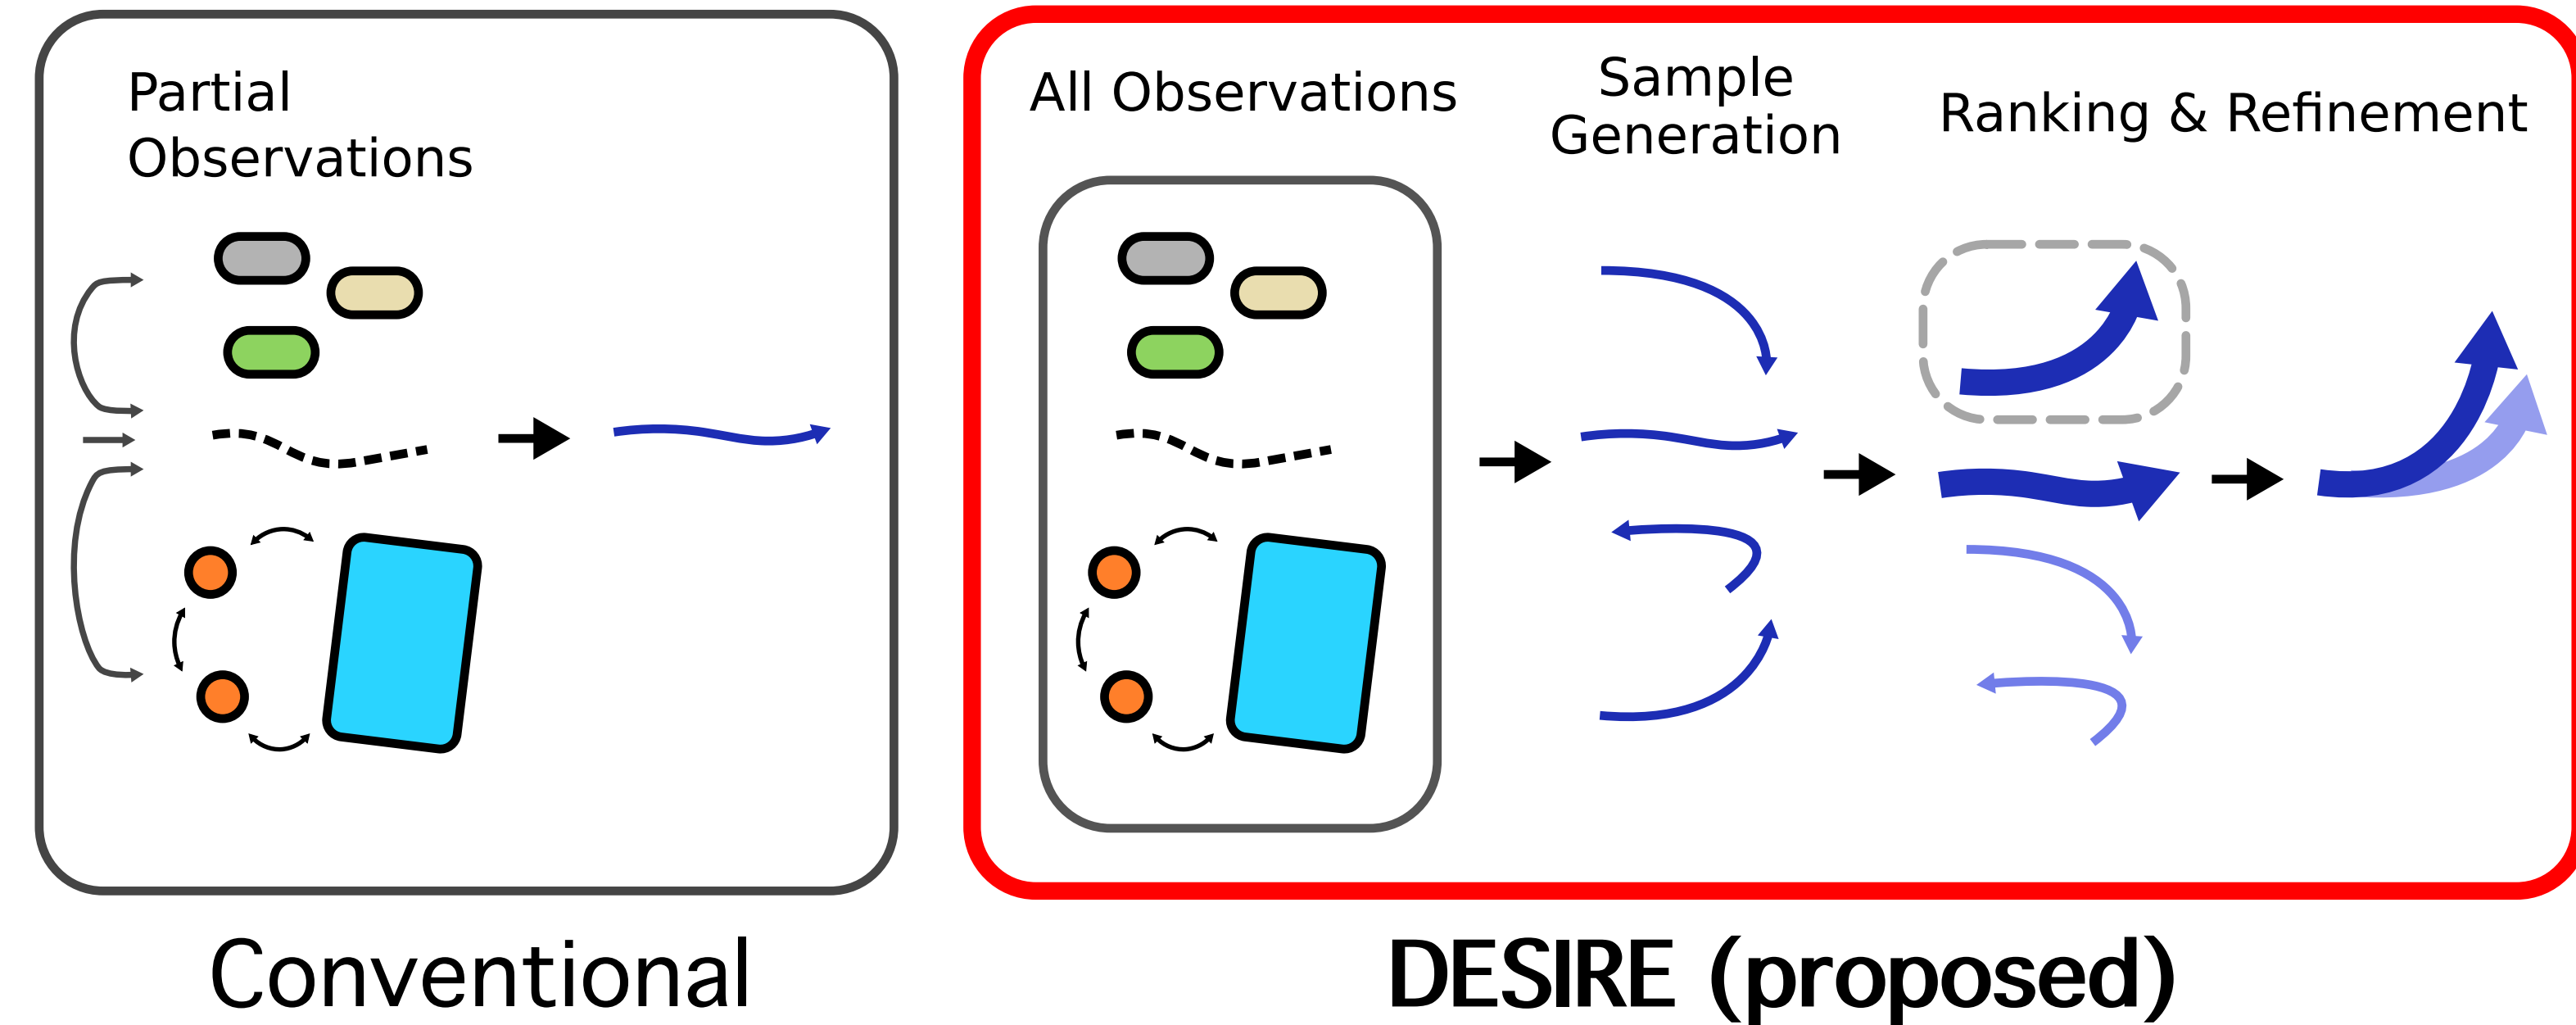 Partial
Observations
All Observations
Sample
Generation
Ranking & Refinement
Conventional
DESIRE (proposed)